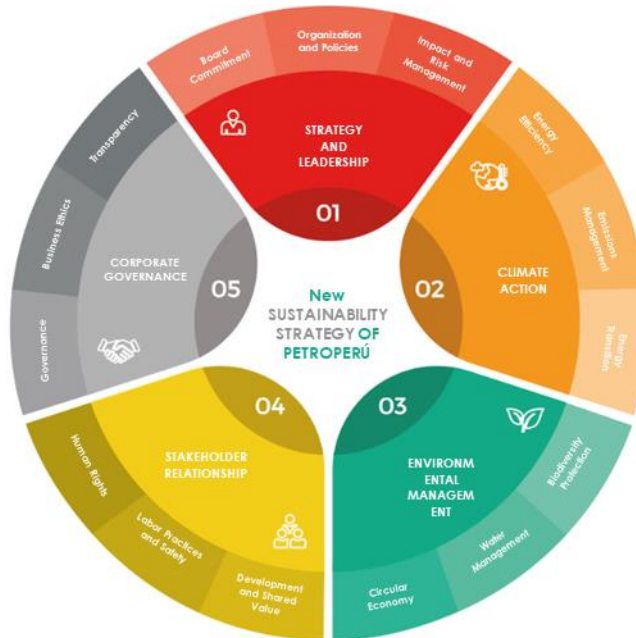 New
SUSTAINABILITY
STRATEGY OF
PETROPERÚ
Board
Commitment
Organization
and Policies
Impact and
Risk
Management
STRATEGY
AND
LEADERSHIP
01
Energy
Efficiency
Emissions
Management
Energy
Transition
CLIMATE
ACTION
02
Biodiversity
Protection
Water
Management
Circular
Economy
ENVIRONM
ENTAL
MANAGEM
ENT
03
Development
and Shared
Value
Labor Practices
and Safety
Human Rights
STAKEHOLDER
RELATIONSHIP
04
Governance
Business Ethics
Transparency
CORPORATE
GOVERNANCE
05